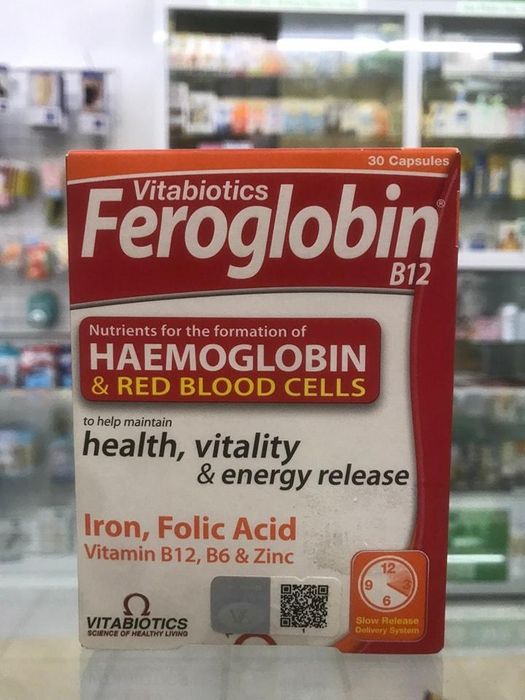 30 Capsules
Vitabiotics
Feroglobin®
B12
Nutrients for the formation of
HAEMOGLOBIN
& RED BLOOD CELLS
to help maintain
health, vitality
& energy release
Iron, Folic Acid
Vitamin B12, B6 & Zinc
12
9 3
6
Slow Release
Delivery System
VITABIOTICS
SCIENCE OF HEALTHY LIVING
1